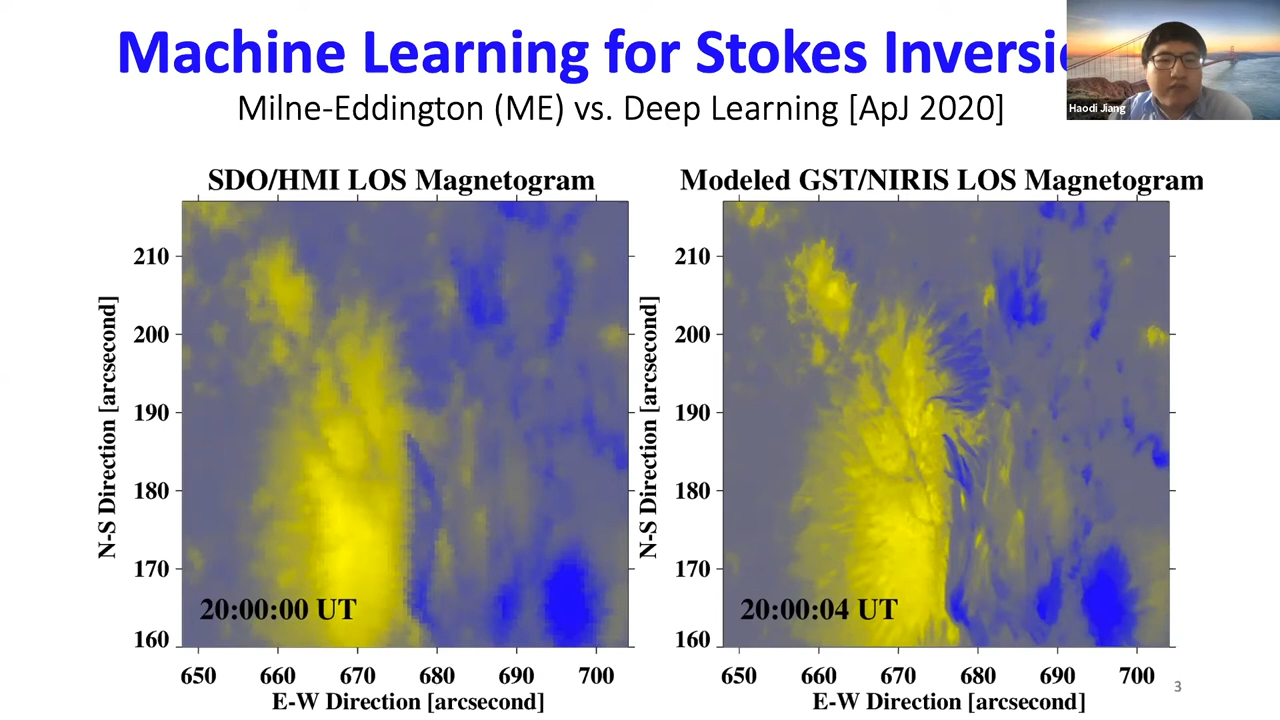 Machine Learning for Stokes
Haodi Jiang
Milne-Eddington (ME) vs. Deep Learning [ApJ 2020]
SDO/HMI LOS Magnetogram
Modeled GST/NIRIS LOS Magnetogram
N-S Direction [arcsecond]
210
200
190
180
170
160
20:00:00 UT
650 660 670 680 690 700
E-W Direction [arcsecond]
N-S Direction [arcsecond]
210
200
190
180
170
160
20:00:04 UT
650 660 670 680 690 700
E-W Direction [arcsecond]
3